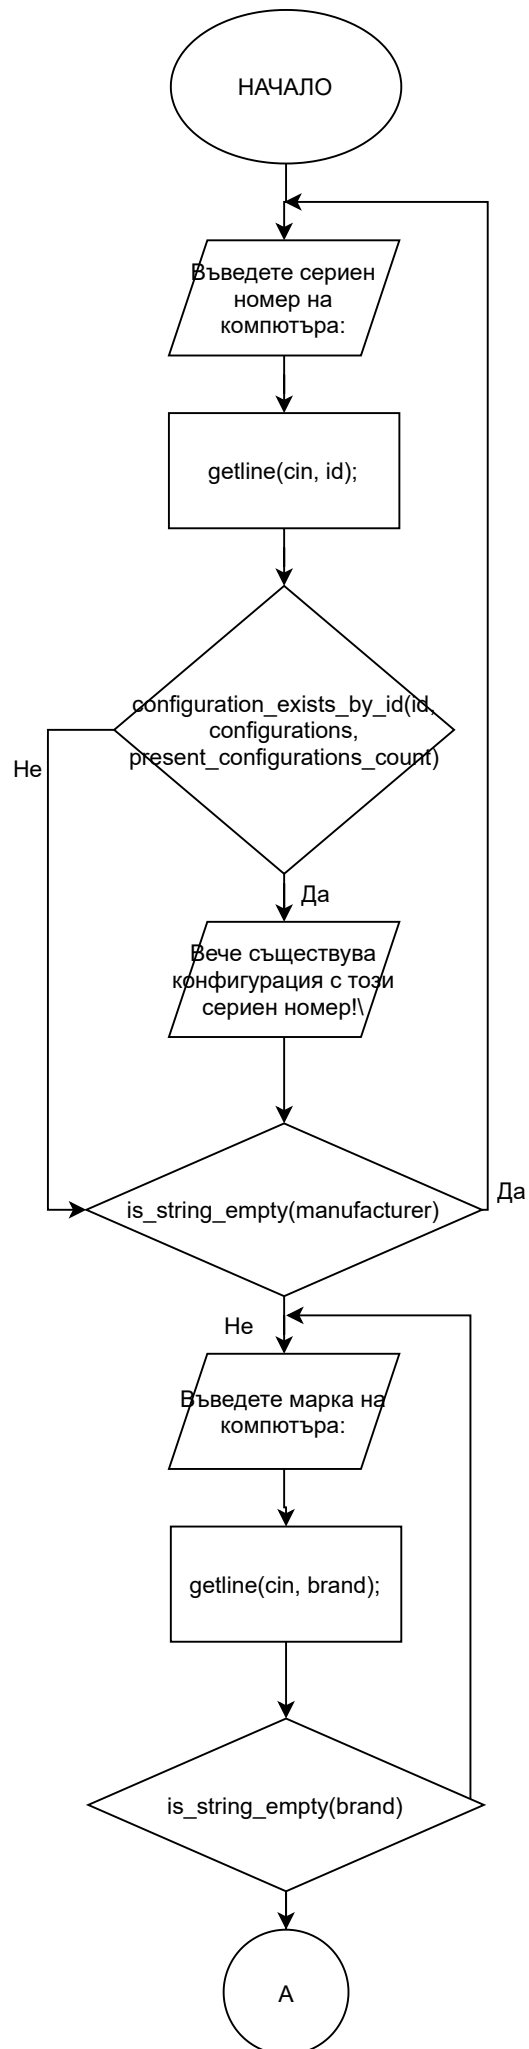 НАЧАЛО
Въведете сериен
номер на
компютъра:
getline(cin, id);
configuration_exists_by_id(id,
configurations,
present_configurations_count)
Не
Да
Вече съществува
конфигурация с този
сериен номер!\
is_string_empty(manufacturer)
Да
Не
Въведете марка на
компютъра:
getline(cin, brand);
is_string_empty(brand)
A